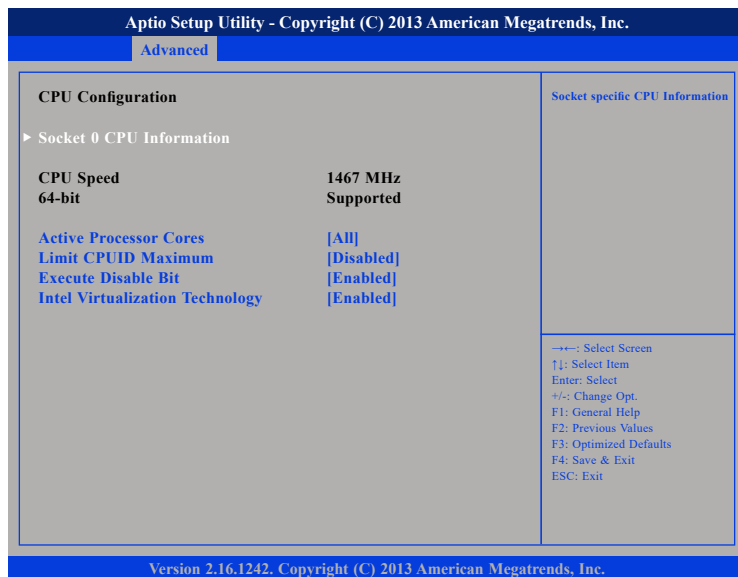 Aptio Setup Utility - Copyright (C) 2013 American Megatrends, Inc.
Advanced
CPU Configuration
▶ Socket 0 CPU Information
CPU Speed 1467 MHz
64-bit Supported
Active Processor Cores [All]
Limit CPUID Maximum [Disabled]
Execute Disable Bit [Enabled]
Intel Virtualization Technology [Enabled]
Socket specific CPU Information
→←: Select Screen
↑↓: Select Item
Enter: Select
+/-: Change Opt.
F1: General Help
F2: Previous Values
F3: Optimized Defaults
F4: Save & Exit
ESC: Exit
Version 2.16.1242. Copyright (C) 2013 American Megatrends, Inc.